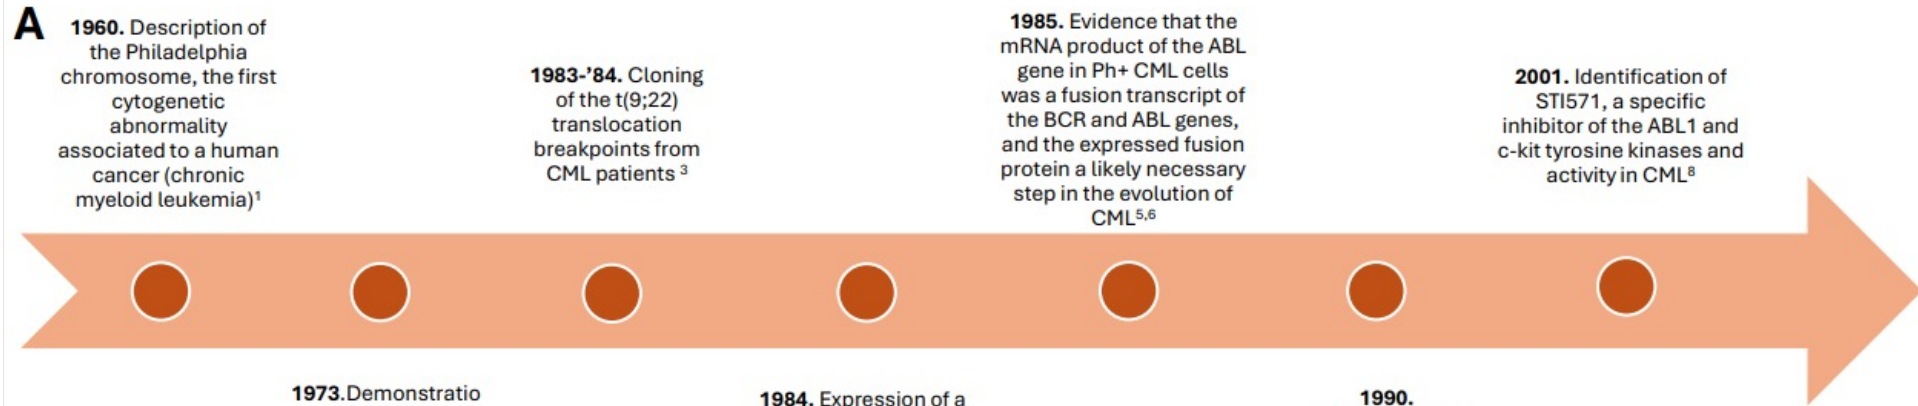 A
1960. Description of
the Philadelphia
chromosome, the first
cytogenetic
abnormality
associated to a human
cancer (chronic
myeloid leukemia)¹
1983-’84. Cloning
of the t(9;22)
translocation
breakpoints from
CML patients ³
1985. Evidence that the
mRNA product of the ABL
gene in Ph+ CML cells
was a fusion transcript of
the BCR and ABL genes,
and the expressed fusion
protein a likely necessary
step in the evolution of
CML⁵,⁶
2001. Identification of
STI571, a specific
inhibitor of the ABL1 and
c-kit tyrosine kinases and
activity in CML⁸
1973.Demonstratio
1984. Expression of a
1990.